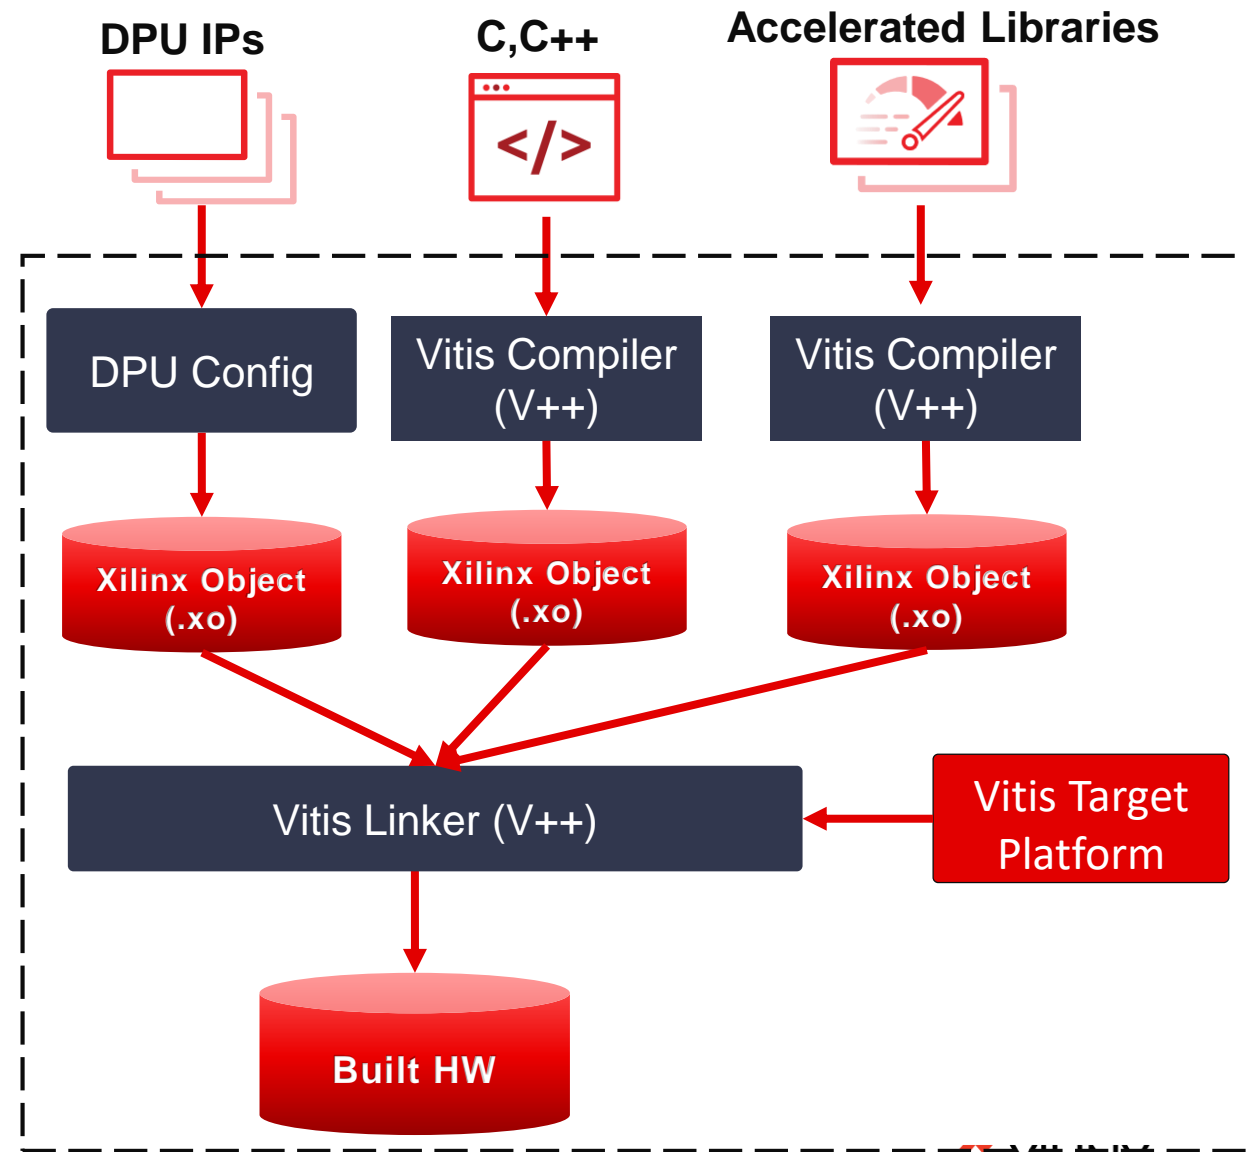 DPU IPs
C,C++
Accelerated Libraries
</>
DPU Config
Vitis Compiler
(V++)
Vitis Compiler
(V++)
Xilinx Object
(.xo)
Xilinx Object
(.xo)
Xilinx Object
(.xo)
Vitis Linker (V++)
Vitis Target
Platform
Built HW